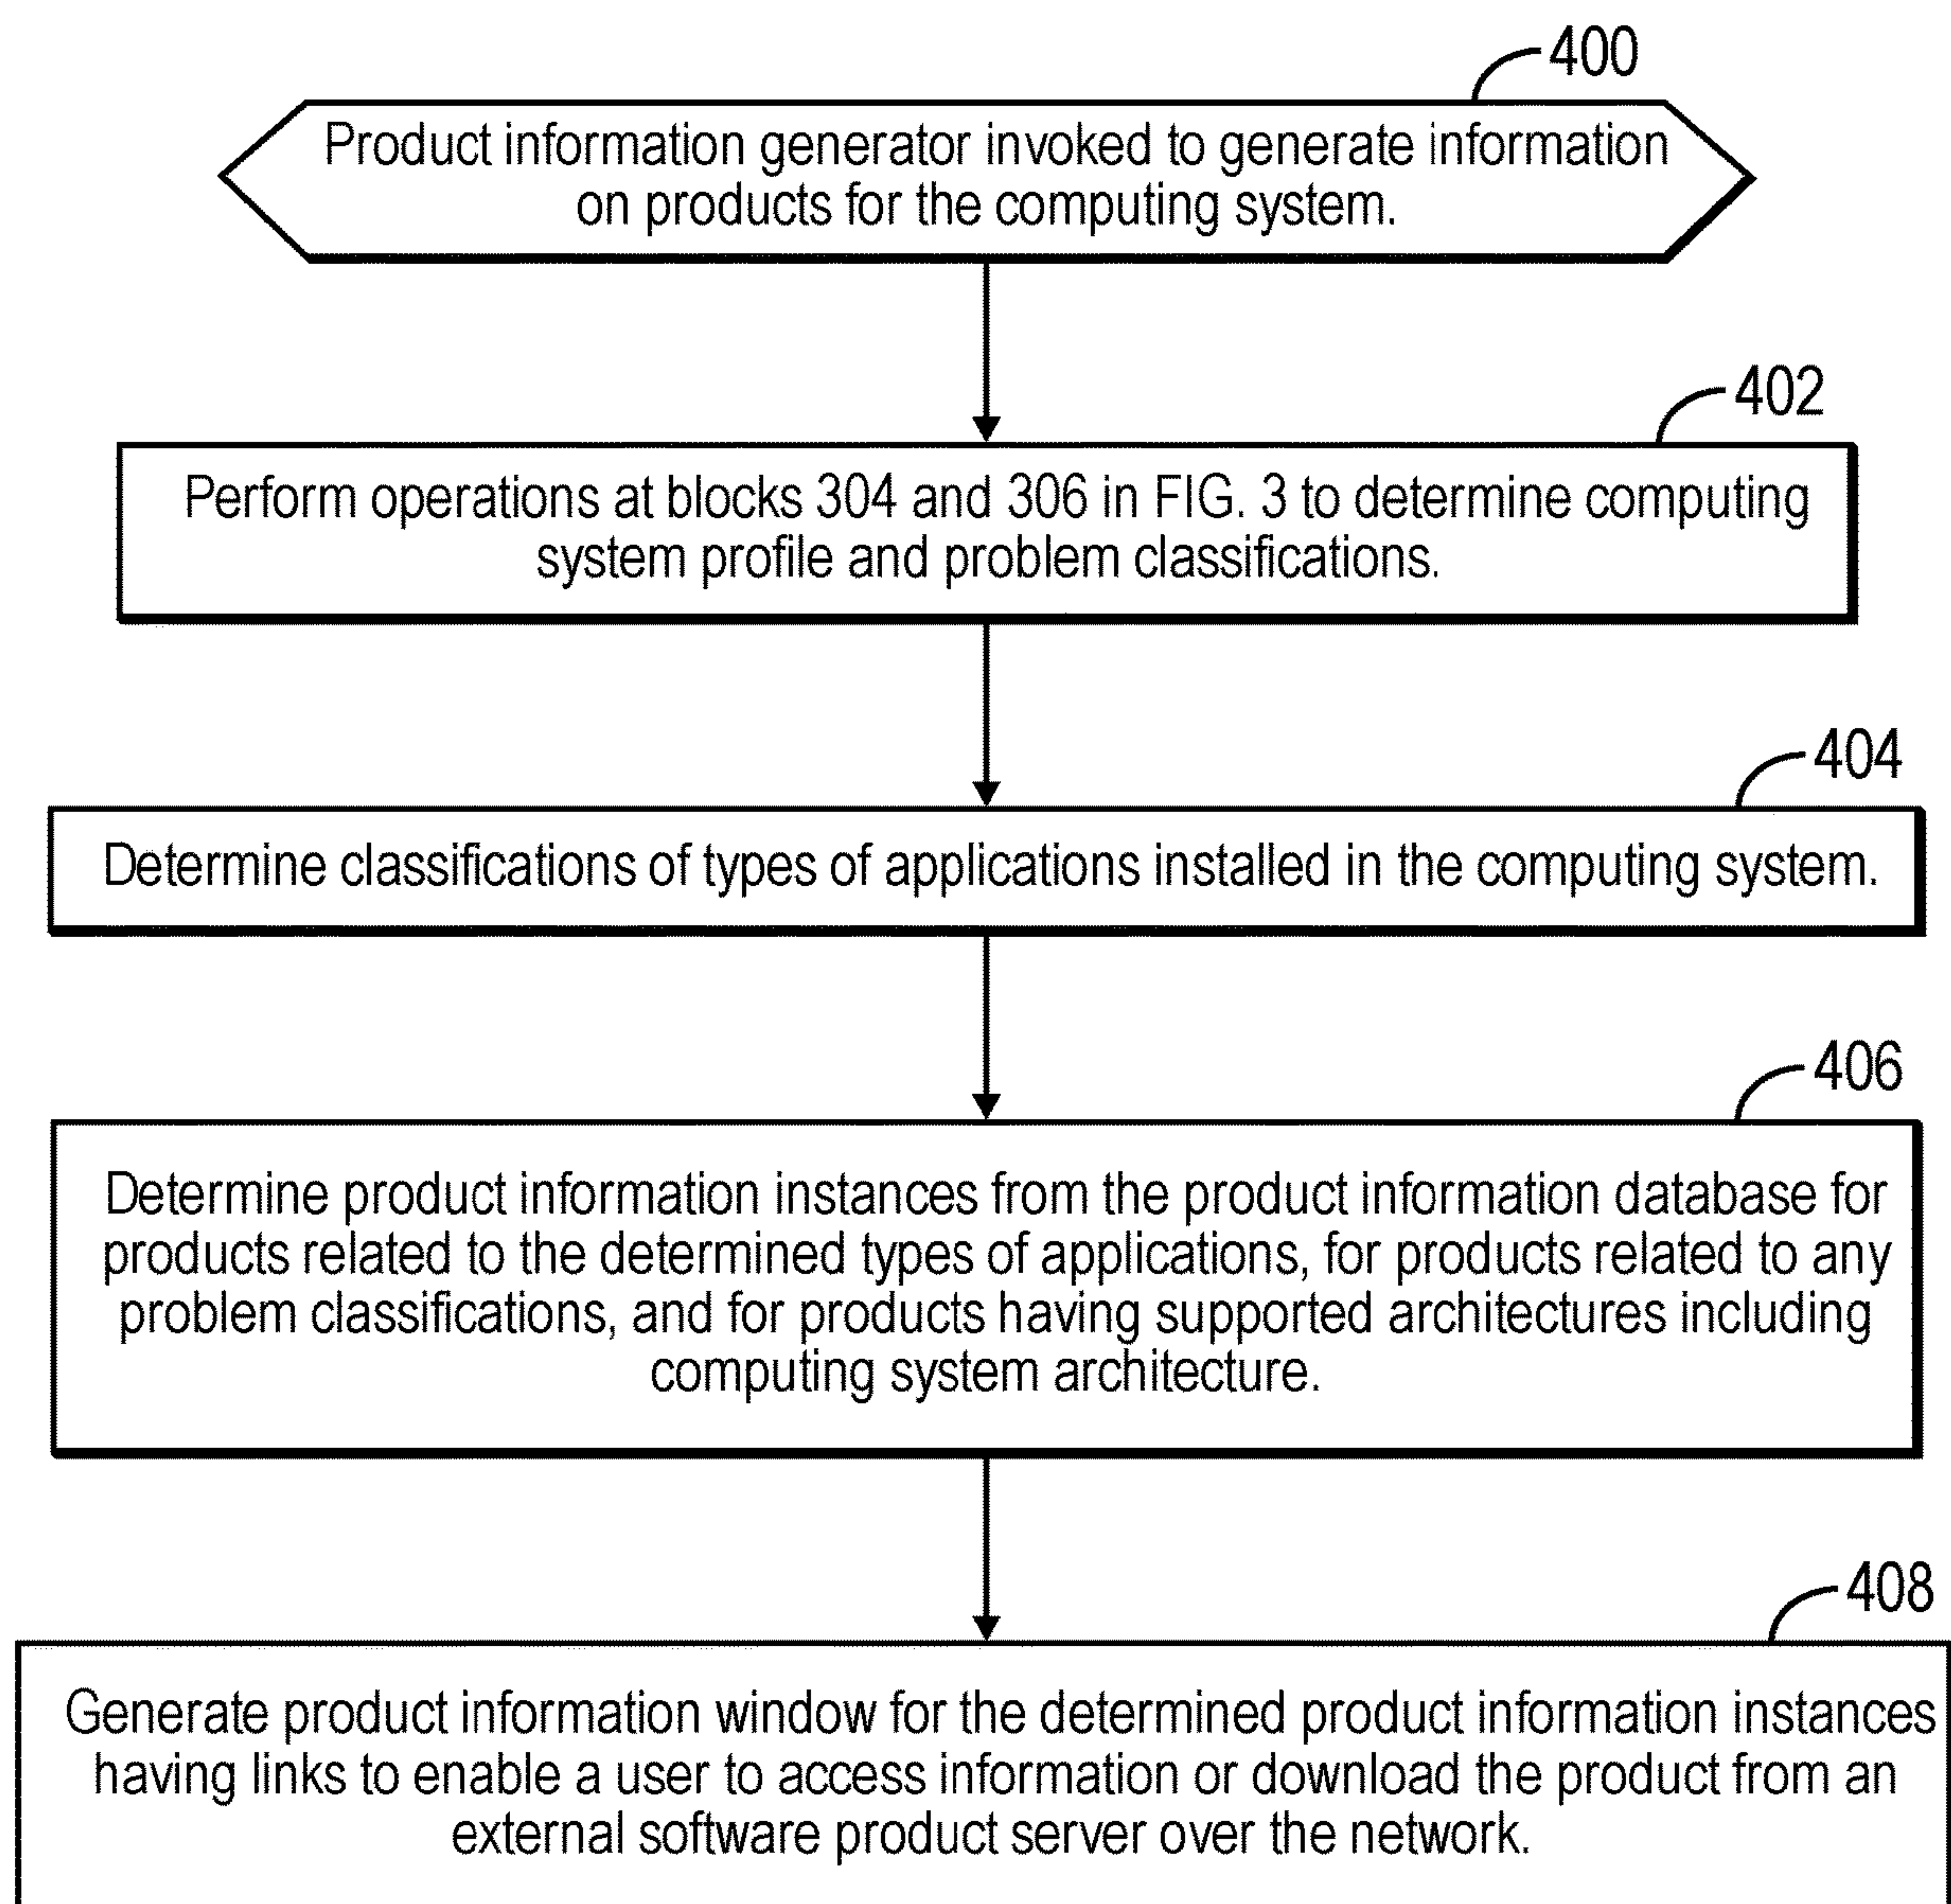 400
Product information generator invoked to generate information
on products for the computing system.
402
Perform operations at blocks 304 and 306 in FIG. 3 to determine computing
system profile and problem classifications.
404
Determine classifications of types of applications installed in the computing system.
406
Determine product information instances from the product information database for
products related to the determined types of applications, for products related to any
problem classifications, and for products having supported architectures including
computing system architecture.
408
Generate product information window for the determined product information instances
having links to enable a user to access information or download the product from an
external software product server over the network.